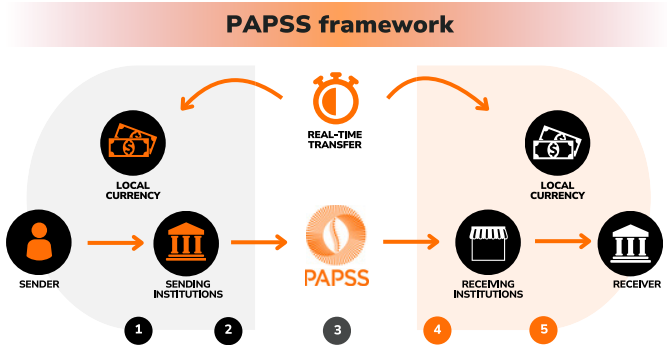 PAPSS framework
REAL-TIME
TRANSFER
LOCAL
CURRENCY
LOCAL
CURRENCY
SENDER
SENDING
INSTITUTIONS
PAPSS
RECEIVING
INSTITUTIONS
RECEIVER
1
2
3
4
5